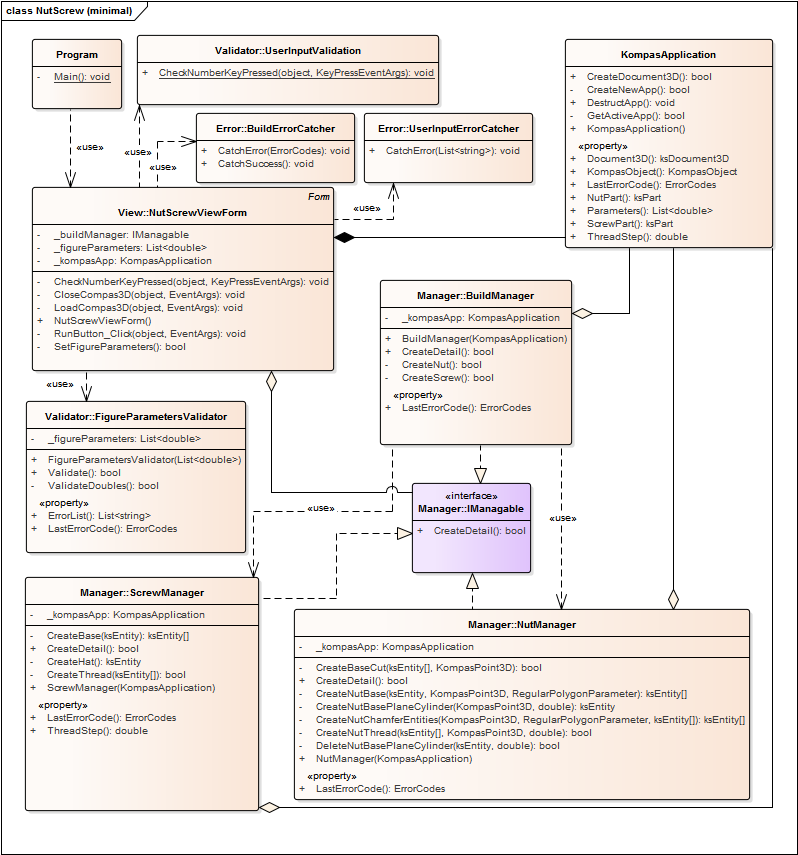 class NutScrew (minimal)
Program
- Main(): void
Validator::UserInputValidation
+ CheckNumberKeyPressed(object, KeyPressEventArgs): void
KompasApplication
+ CreateDocument3D(): bool
- CreateNewApp(): bool
+ DestructApp(): void
- GetActiveApp(): bool
+ KompasApplication()
«property»
+ Document3D(): ksDocument3D
+ KompasObject(): KompasObject
+ LastErrorCode(): ErrorCodes
+ NutPart(): ksPart
+ Parameters(): List<double>
+ ScrewPart(): ksPart
+ ThreadStep(): double
Error::BuildErrorCatcher
+ CatchError(ErrorCodes): void
+ CatchSuccess(): void
Error::UserInputErrorCatcher
+ CatchError(List<string>): void
«use»
«use»
«use»
«use»
Form
View::NutScrewViewForm
- _buildManager: IManagable
- _figureParameters: List<double>
- _kompasApp: KompasApplication
- CheckNumberKeyPressed(object, KeyPressEventArgs): void
- CloseCompas3D(object, EventArgs): void
- LoadCompas3D(object, EventArgs): void
+ NutScrewViewForm()
- RunButton_Click(object, EventArgs): void
- SetFigureParameters(): bool
Manager::BuildManager
- _kompasApp: KompasApplication
+ BuildManager(KompasApplication)
+ CreateDetail(): bool
- CreateNut(): bool
- CreateScrew(): bool
«property»
+ LastErrorCode(): ErrorCodes
«use»
Validator::FigureParametersValidator
- _figureParameters: List<double>
+ FigureParametersValidator(List<double>)
+ Validate(): bool
- ValidateDoubles(): bool
«property»
+ ErrorList(): List<string>
+ LastErrorCode(): ErrorCodes
«interface»
Manager::IManagable
+ CreateDetail(): bool
«use»
«use»
Manager::ScrewManager
- _kompasApp: KompasApplication
- CreateBase(ksEntity): ksEntity[]
+ CreateDetail(): bool
- CreateHat(): ksEntity
- CreateThread(ksEntity[]): bool
+ ScrewManager(KompasApplication)
«property»
+ LastErrorCode(): ErrorCodes
+ ThreadStep(): double
Manager::NutManager
- _kompasApp: KompasApplication
- CreateBaseCut(ksEntity[], KompasPoint3D): bool
+ CreateDetail(): bool
- CreateNutBase(ksEntity, KompasPoint3D, RegularPolygonParameter): ksEntity[]
- CreateNutBasePlaneCylinder(KompasPoint3D, double): ksEntity
- CreateNutChamferEntities(KompasPoint3D, RegularPolygonParameter, ksEntity[]): ksEntity[]
- CreateNutThread(ksEntity[], KompasPoint3D, double): bool
- DeleteNutBasePlaneCylinder(ksEntity, double): bool
+ NutManager(KompasApplication)
«property»
+ LastErrorCode(): ErrorCodes